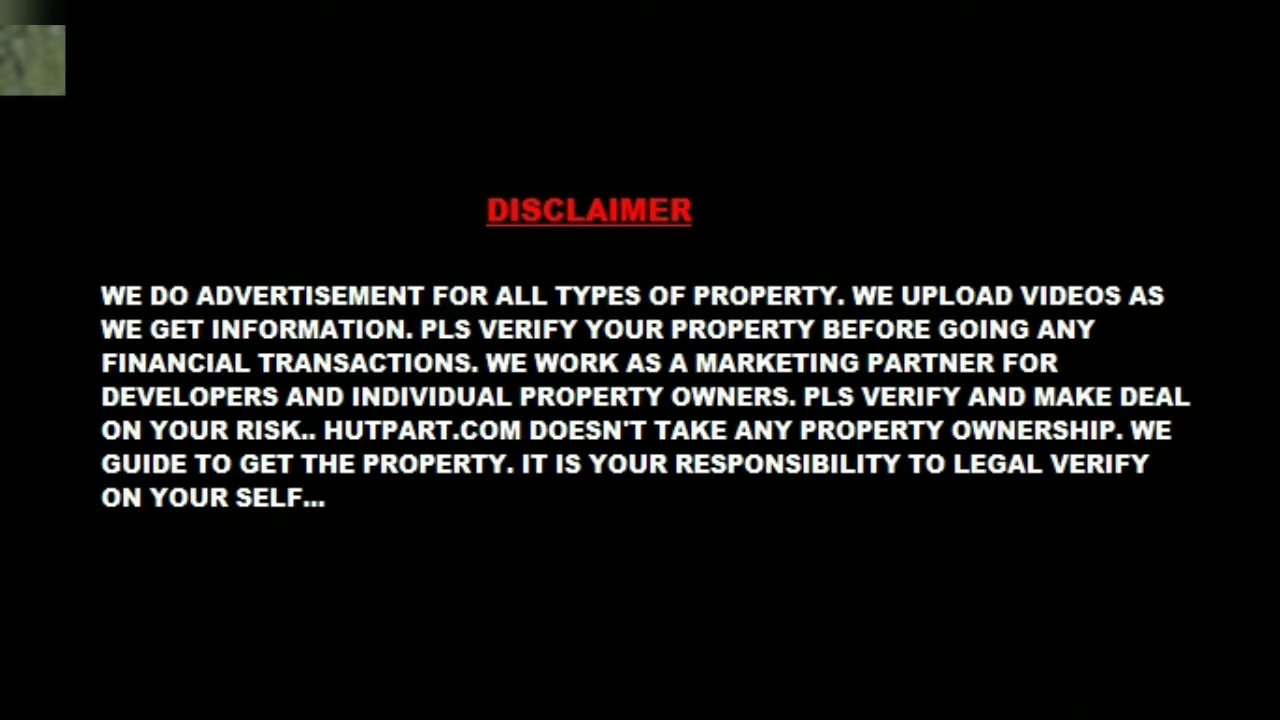 DISCLAIMER
WE DO ADVERTISEMENT FOR ALL TYPES OF PROPERTY. WE UPLOAD VIDEOS AS
WE GET INFORMATION. PLS VERIFY YOUR PROPERTY BEFORE GOING ANY
FINANCIAL TRANSACTIONS. WE WORK AS A MARKETING PARTNER FOR
DEVELOPERS AND INDIVIDUAL PROPERTY OWNERS. PLS VERIFY AND MAKE DEAL
ON YOUR RISK.. HUTPART.COM DOESN'T TAKE ANY PROPERTY OWNERSHIP. WE
GUIDE TO GET THE PROPERTY. IT IS YOUR RESPONSIBILITY TO LEGAL VERIFY
ON YOUR SELF...